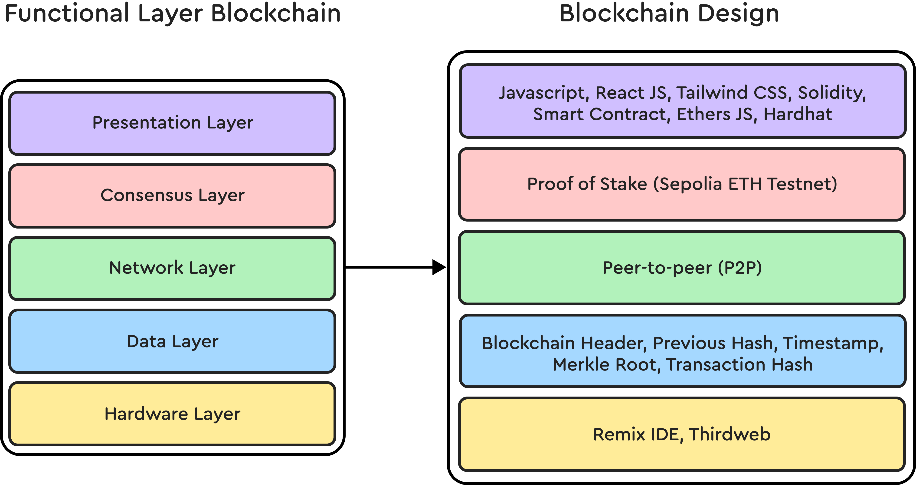 Functional Layer Blockchain
Presentation Layer
Consensus Layer
Network Layer
Data Layer
Hardware Layer
Blockchain Design
Javascript, React JS, Tailwind CSS, Solidity,
Smart Contract, Ethers JS, Hardhat
Proof of Stake (Sepolia ETH Testnet)
Peer-to-peer (P2P)
Blockchain Header, Previous Hash, Timestamp,
Merkle Root, Transaction Hash
Remix IDE, Thirdweb